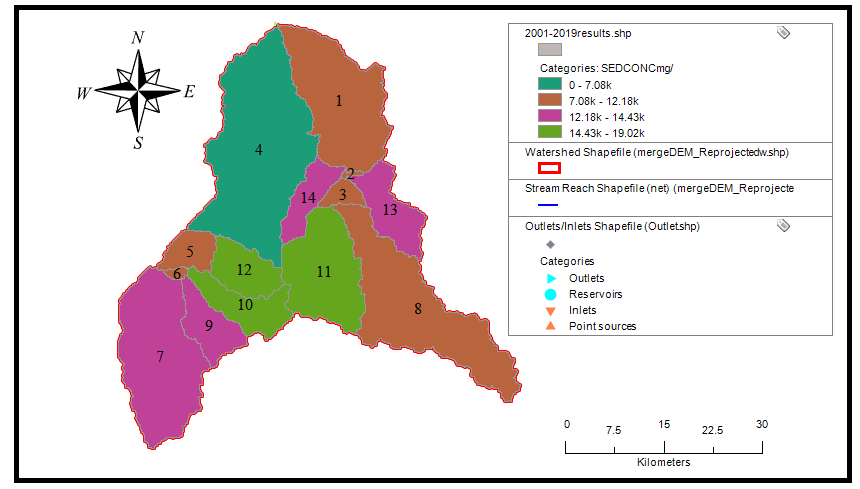 N
W
E
S
1
2
3
4
14
13
5
6
12
11
10
9
8
7
2001-2019results.shp
Categories: SEDCONCmg/
0 - 7.08k
7.08k - 12.18k
12.18k - 14.43k
14.43k - 19.02k
Watershed Shapefile (mergeDEM_Reprojectedw.shp)
Stream Reach Shapefile (net) (mergeDEM_Reprojecte
Outlets/Inlets Shapefile (Outlet.shp)
Categories
Outlets
Reservoirs
Inlets
Point sources
0 7.5 15 22.5 30
Kilometers